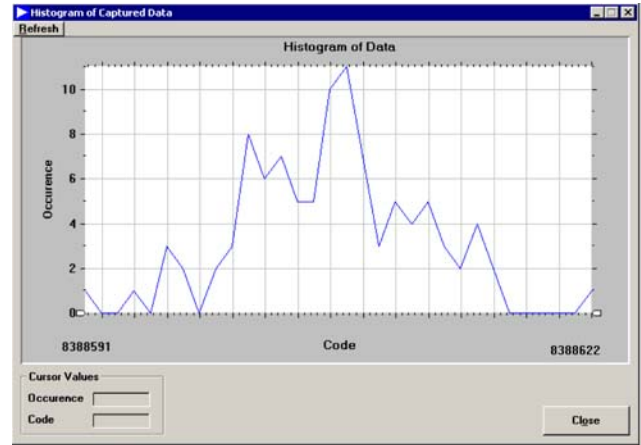 Histogram of Captured Data
Refresh
Histogram of Data
10
8
6
4
2
0
Occurence
8388591
Code
8388622
Cursor Values
Occurence
Code
Close